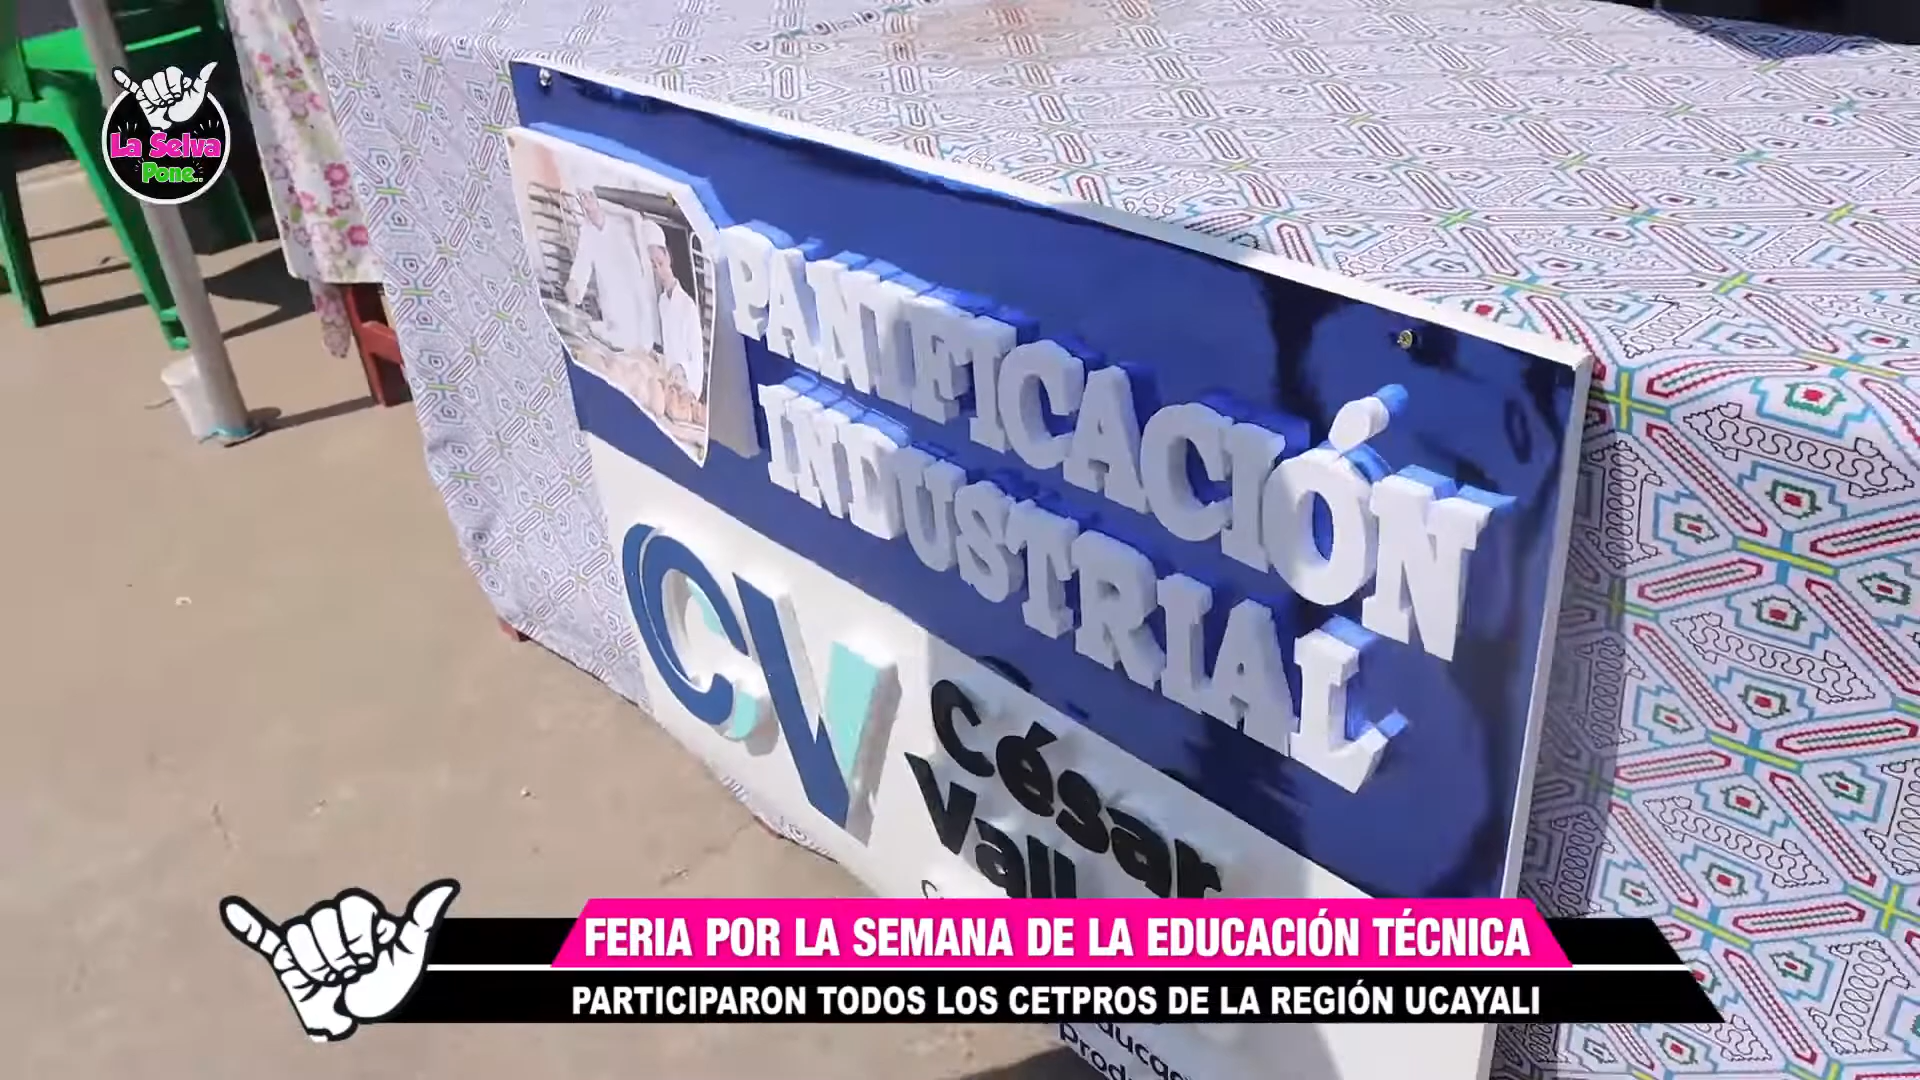 La Selva
Pone..
PANIFICACIÓN
INDUSTRIAL
CV
César
FERIA POR LA SEMANA DE LA EDUCACIÓN TÉCNICA
PARTICIPARON TODOS LOS CETPROS DE LA REGIÓN UCAYALI